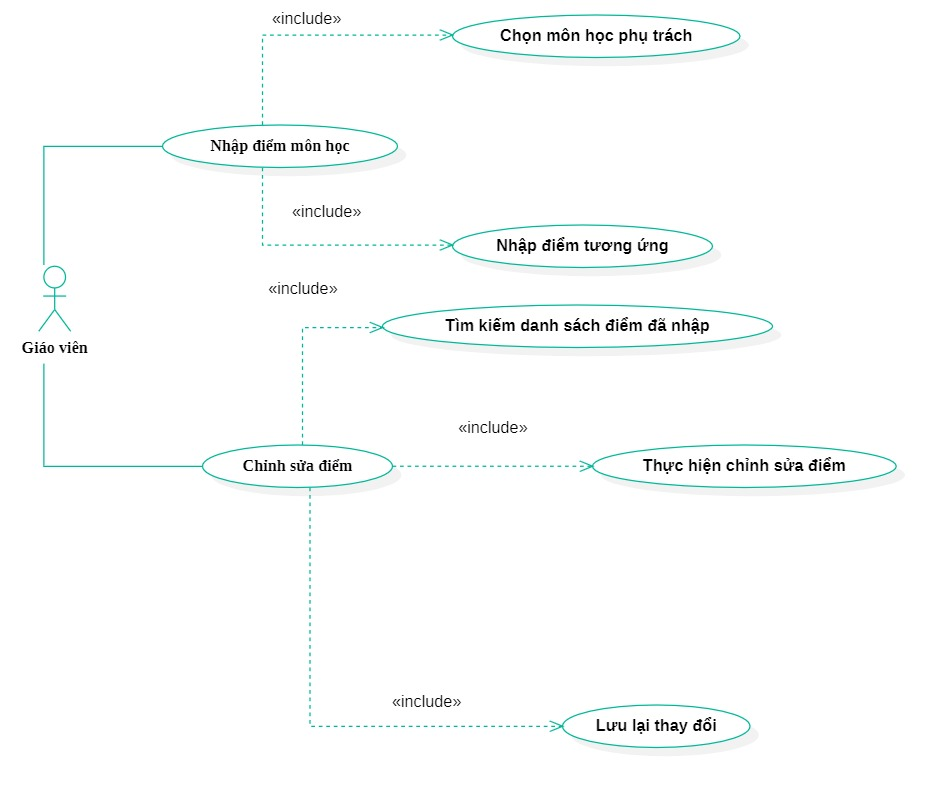 «include»
Chọn môn học phụ trách
Nhập điểm môn học
«include»
Nhập điểm tương ứng
«include»
Tìm kiếm danh sách điểm đã nhập
Giáo viên
«include»
Chỉnh sửa điểm
Thực hiện chỉnh sửa điểm
«include»
Lưu lại thay đổi